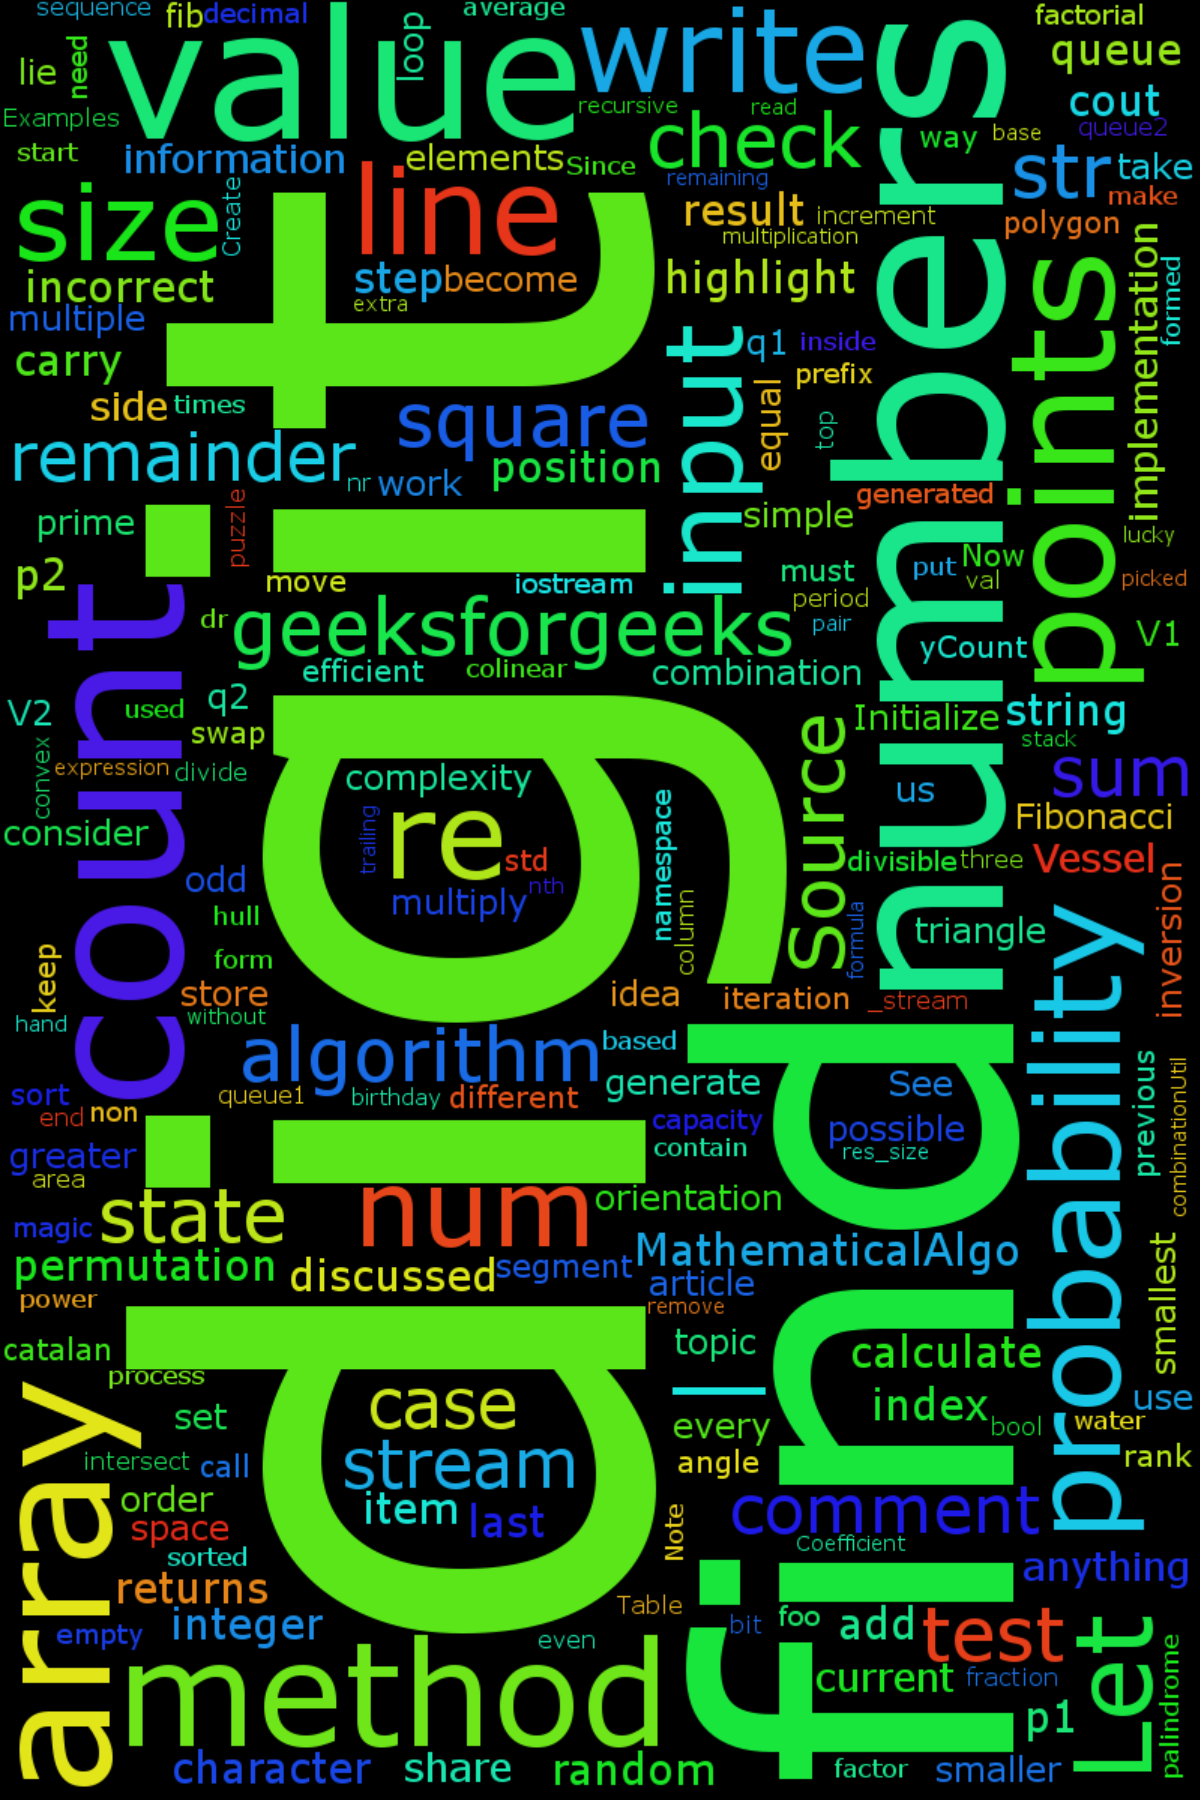 sequence
fib
decimal
average
factorial
lie
need
value
loop
write
numbers
queue
Examples
recursive
read
cout
start
information
elements
Since
check
way
base
queue2
size
Create
digit
line
remaining
str
take
make
result
increment
polygon
incorrect
step
become
multiplication
multiple
extra
highlight
points
implementation
formed
carry
input
q1
inside
side
times
prefix
square
equal
top
remainder
nr
work
position
generated
prime
puzzle
simple
lucky
p2
move
iostream
must
put
Now
val
picked
count
dr
geeksforgeeks
period
pair
yCount
V1
efficient
colinear
combination
V2
used
q2
Initialize
string
swap
Source
stack
convex
expression
divide
complexity
sum
consider
trailing
re
std
namespace
us
Fibonacci
odd
multiply
nth
divisible
three
Vessel
hull
column
formula
triangle
inversion
keep
form
store
idea
iteration
_stream
probability
hand
without
algorithm
based
find
sort
queue1
birthday
different
generate
See
previous
combinationUtil
end
non
capacity
possible
greater
contain
res_size
area
state
num
orientation
magic
permutation
discussed
segment
MathematicalAlgo
smallest
power
article
remove
catalan
topic
calculate
process
array
case
I
index
use
set
every
bool
water
intersect
call
stream
angle
rank
order
item
last
comment
space
Note
Coefficient
sorted
anything
returns
Table
empty
integer
even
bit
foo
add
test
Let
method
current
fraction
palindrome
p1
character
share
random
factor
smaller